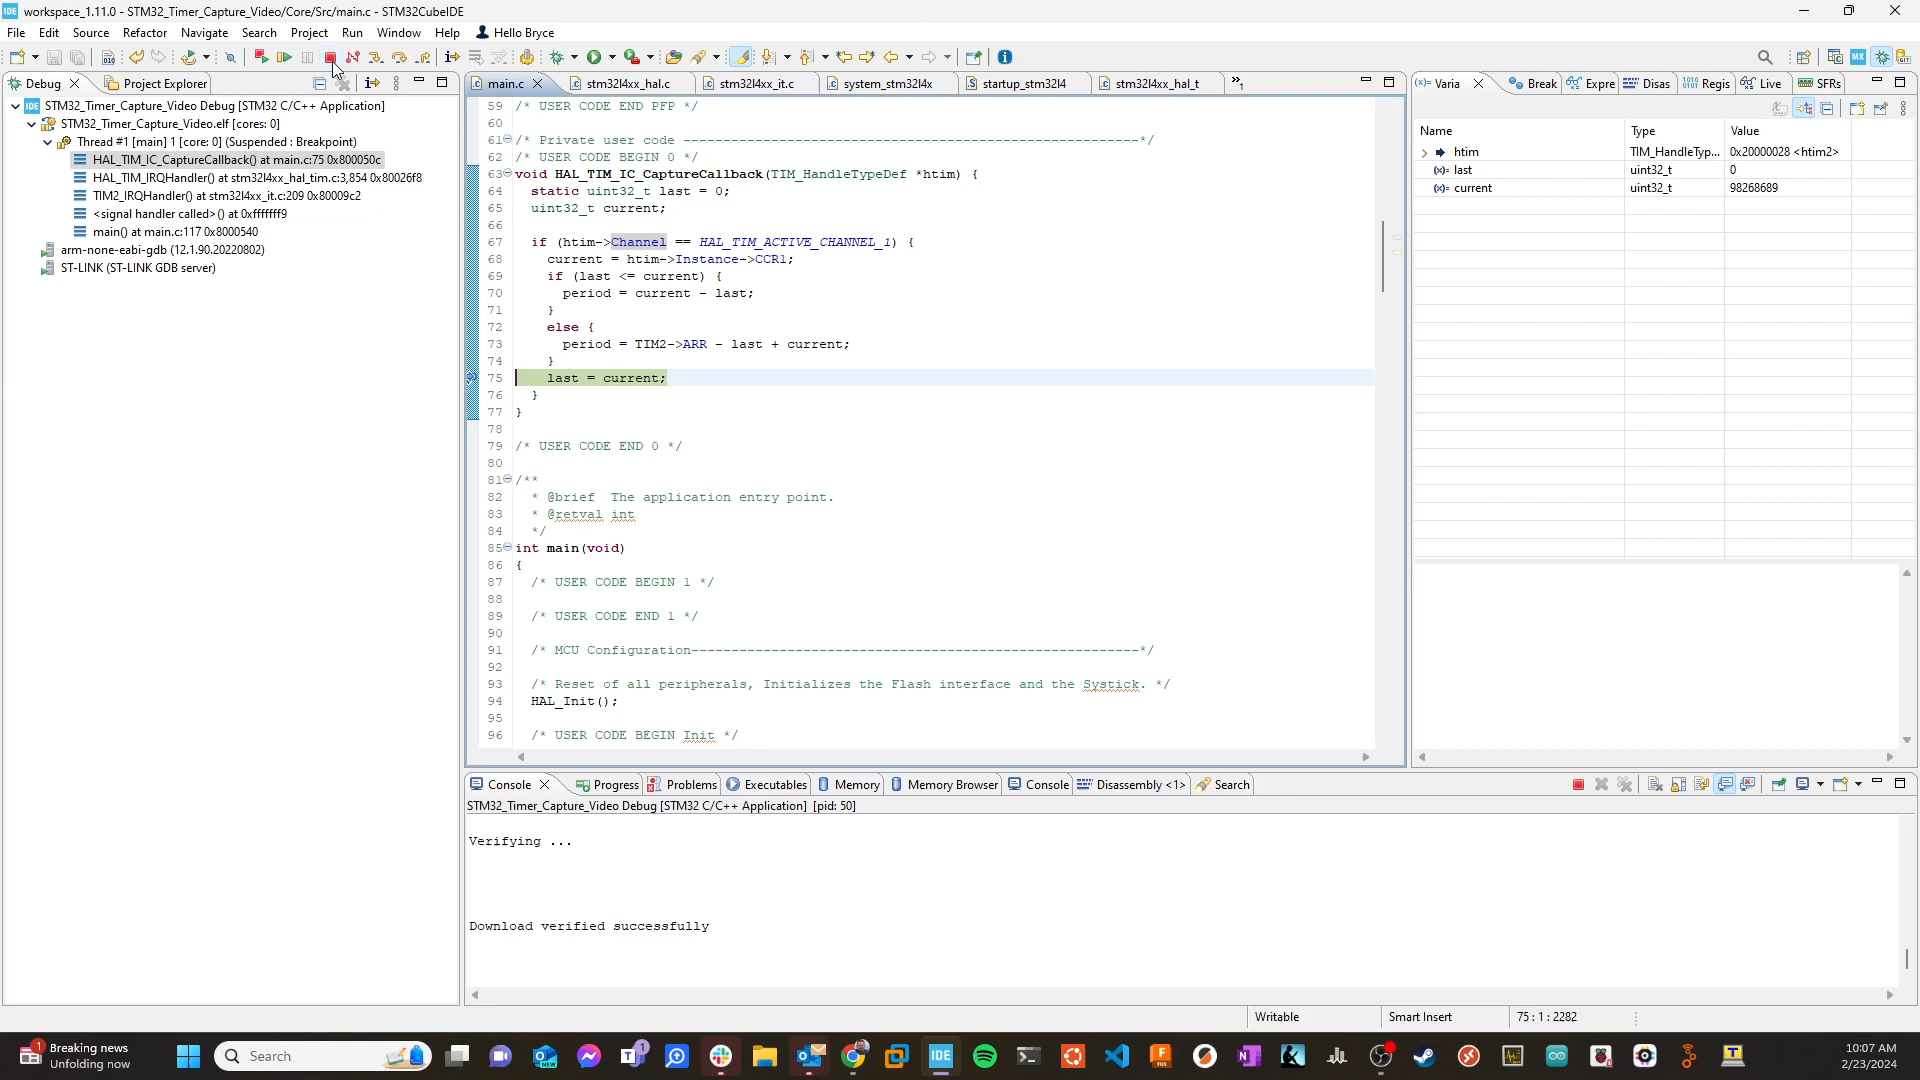 workspace_1.11.0 - STM32_Timer_Capture_Video/Core/Src/main.c - STM32CubeIDE
File Edit Source Refactor Navigate Search Project Run Window Help Hello Bryce
Debug Project Explorer
STM32_Timer_Capture_Video Debug [STM32 C/C++ Application]
STM32_Timer_Capture_Video.elf [cores: 0]
Thread #1 [main] 1 [core: 0] (Suspended : Breakpoint)
HAL_TIM_IC_CaptureCallback() at main.c:75 0x800050c
HAL_TIM_IRQHandler() at stm32l4xx_hal_tim.c:3,854 0x80026f8
TIM2_IRQHandler() at stm32l4xx_it.c:209 0x80009c2
<signal handler called>() at 0xfffffff9
main() at main.c:117 0x8000540
arm-none-eabi-gdb (12.1.90.20220802)
ST-LINK (ST-LINK GDB server)
main.c stm32l4xx_hal.c stm32l4xx_it.c system_stm32l4x startup_stm32l4 stm32l4xx_hal_t 1
59 /* USER CODE END PFP */
60
61 /* Private user code ---------------------------------------------------------*/
62 /* USER CODE BEGIN 0 */
63 void HAL_TIM_IC_CaptureCallback(TIM_HandleTypeDef *htim) {
64 static uint32_t last = 0;
65 uint32_t current;
66
67 if (htim->Channel == HAL_TIM_ACTIVE_CHANNEL_1) {
68 current = htim->Instance->CCR1;
69 if (last <= current) {
70 period = current - last;
71 }
72 else {
73 period = TIM2->ARR - last + current;
74 }
75 last = current;
76 }
77 }
78
79 /* USER CODE END 0 */
80
81 /**
82 * @brief The application entry point.
83 * @retval int
84 */
85 int main(void)
86 {
87 /* USER CODE BEGIN 1 */
88
89 /* USER CODE END 1 */
90
91 /* MCU Configuration--------------------------------------------------------*/
92
93 /* Reset of all peripherals, Initializes the Flash interface and the Systick. */
94 HAL_Init();
95
96 /* USER CODE BEGIN Init */
Varia Break Expre Disas Regis Live SFRs
Name Type Value
htim TIM_HandleTyp... 0x20000028 <htim2>
last uint32_t 0
current uint32_t 98268689
Console Progress Problems Executables Memory Memory Browser Console Disassembly <1> Search
STM32_Timer_Capture_Video Debug [STM32 C/C++ Application] [pid: 50]
Verifying ...
Download verified successfully
Writable Smart Insert 75 : 1 : 2282
1 Breaking news
Unfolding now
Search
1
IDE
10:07 AM
2/23/2024